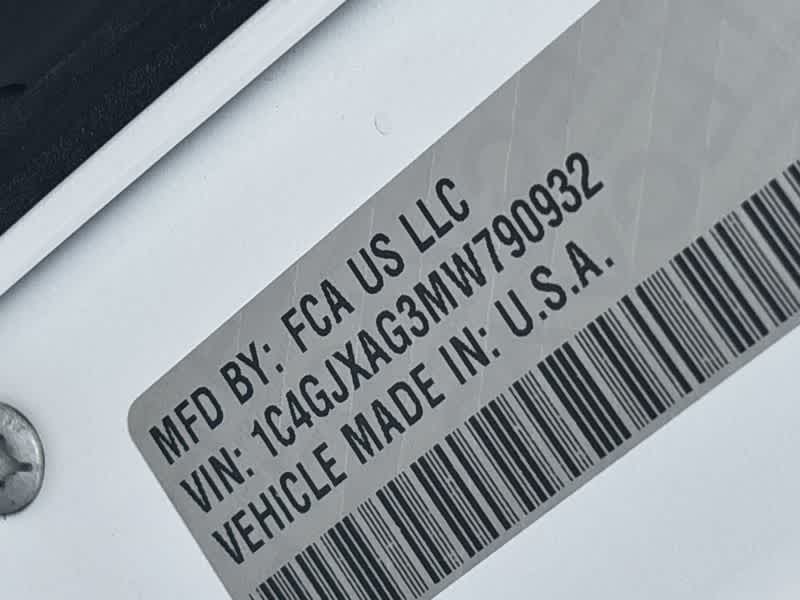 MFD BY: FCA US LLC
VIN: 1C4GJXAG3MW790932
VEHICLE MADE IN: U.S.A.